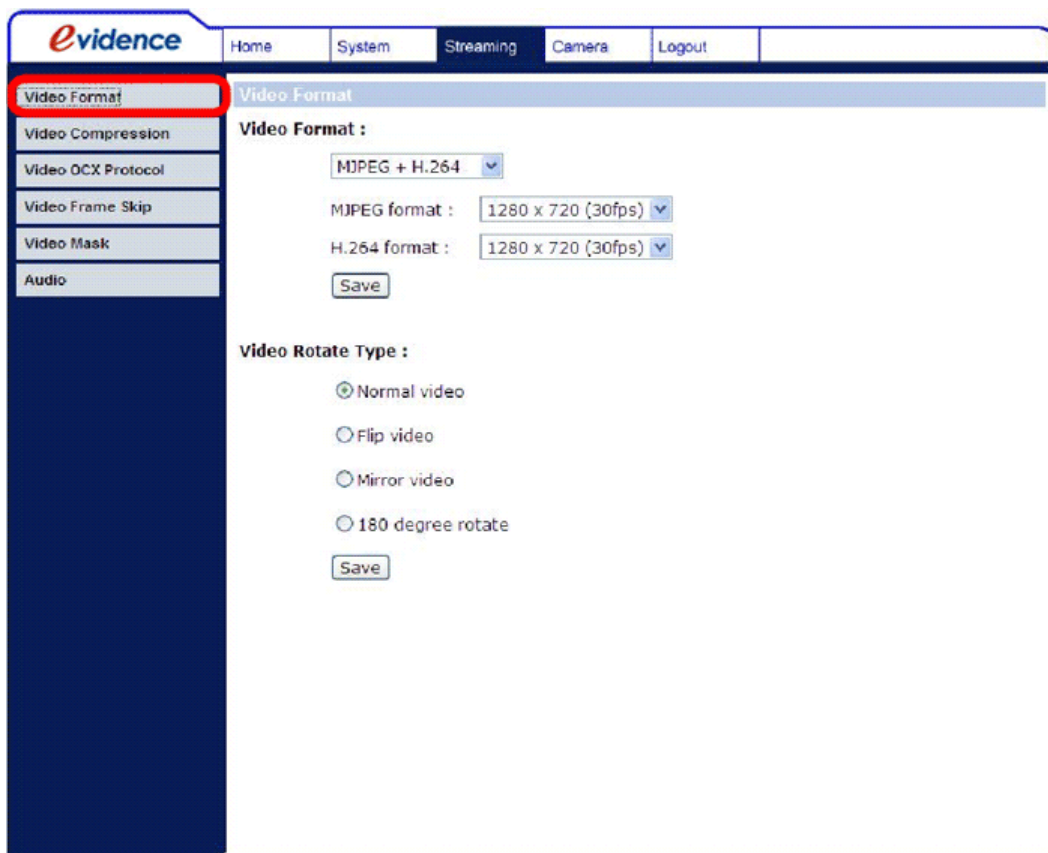 evidence
Home System Streaming Camera Logout
Video Format
Video Compression
Video OCX Protocol
Video Frame Skip
Video Mask
Audio
Video Format
Video Format :
MJPEG + H.264
MJPEG format : 1280 x 720 (30fps)
H.264 format : 1280 x 720 (30fps)
Save
Video Rotate Type :
Normal video
Flip video
Mirror video
180 degree rotate
Save